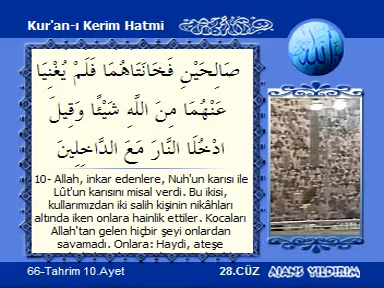 Kur'an-ı Kerim Hatmi
صَالِحَيْنِ فَخَانَتَاهُمَا فَلَمْ يُغْنِيَا
عَنْهُمَا مِنَ اللَّهِ شَيْئًا وَقِيلَ
ادْخُلَا النَّارَ مَعَ الدَّاخِلِينَ
10- Allah, inkar edenlere, Nuh'un karısı ile
Lût'un karısını misal verdi. Bu ikisi,
kullarımızdan iki salih kişinin nikâhları
altında iken onlara hainlik ettiler. Kocaları
Allah'tan gelen hiçbir şeyi onlardan
savamadı. Onlara: Haydi, ateşe
الله
66-Tahrim 10.Ayet
28.CÜZ
AJANS YILDIRIM